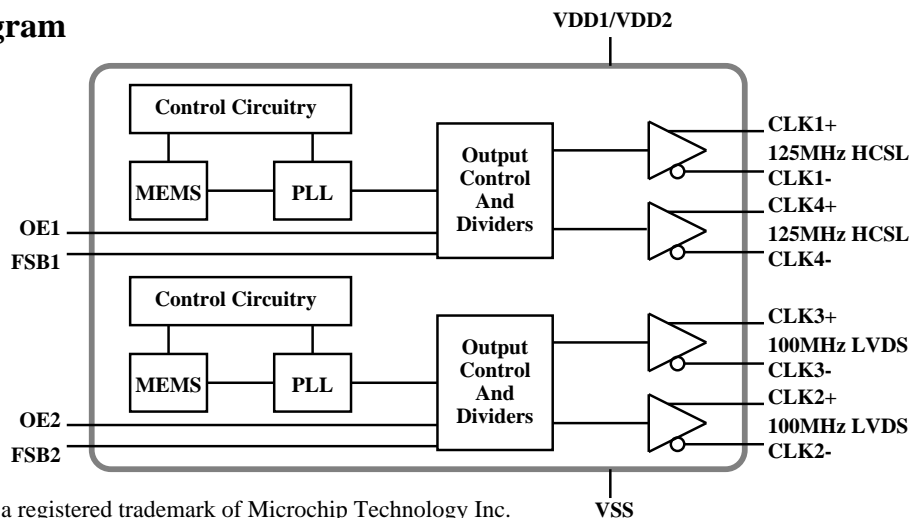 gram
VDD1/VDD2
Control Circuitry
MEMS
PLL
Output
Control
And
Dividers
CLK1+
125MHz HCSL
CLK1-
CLK4+
125MHz HCSL
CLK4-
OE1
FSB1
Control Circuitry
MEMS
PLL
Output
Control
And
Dividers
CLK3+
100MHz LVDS
CLK3-
CLK2+
100MHz LVDS
CLK2-
OE2
FSB2
VSS
a registered trademark of Microchip Technology Inc.